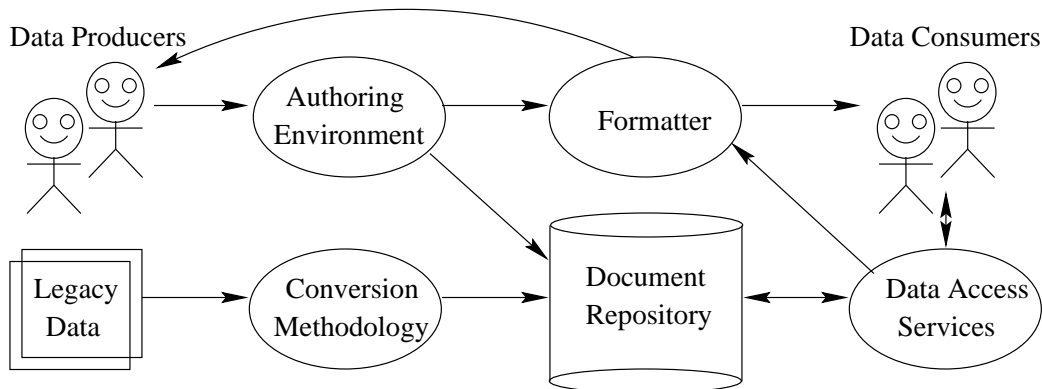 Data Producers
Data Consumers
Authoring
Environment
Formatter
Legacy
Data
Conversion
Methodology
Document
Repository
Data Access
Services